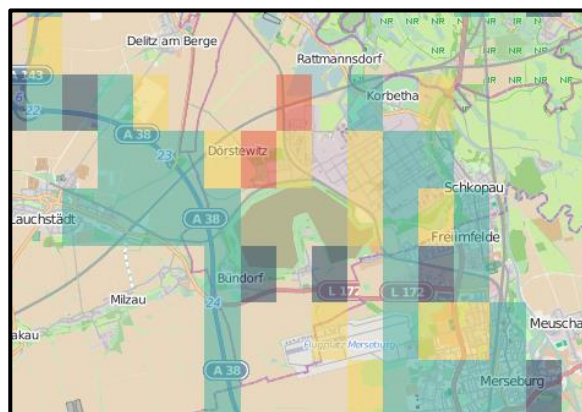 Delitz am Berge
NR NR NR
Rattmannsdorf
A 143
Korbetha
22
A 38
23
Dörstewitz
Schkopau
Lauchstädt
A 38
Freiimfelde
Bündorf
L 172
L 172
Milzau
24
Meuscha
akau
Flugplatz Merseburg
A 38
Merseburg